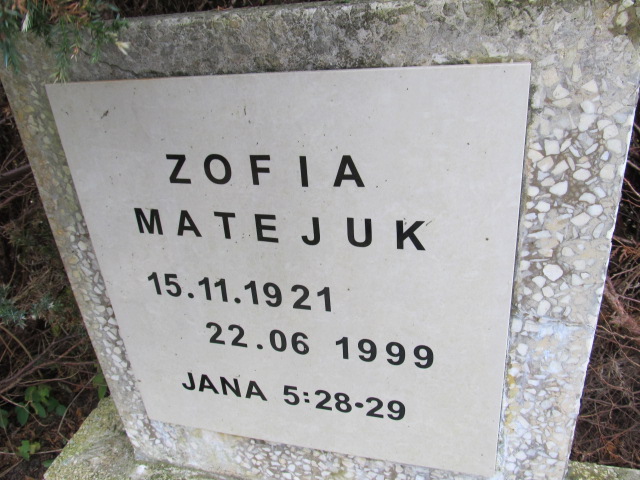 ZOFIA
MATEJUK
15.11.1921
22.06 1999
JANA 5:28-29